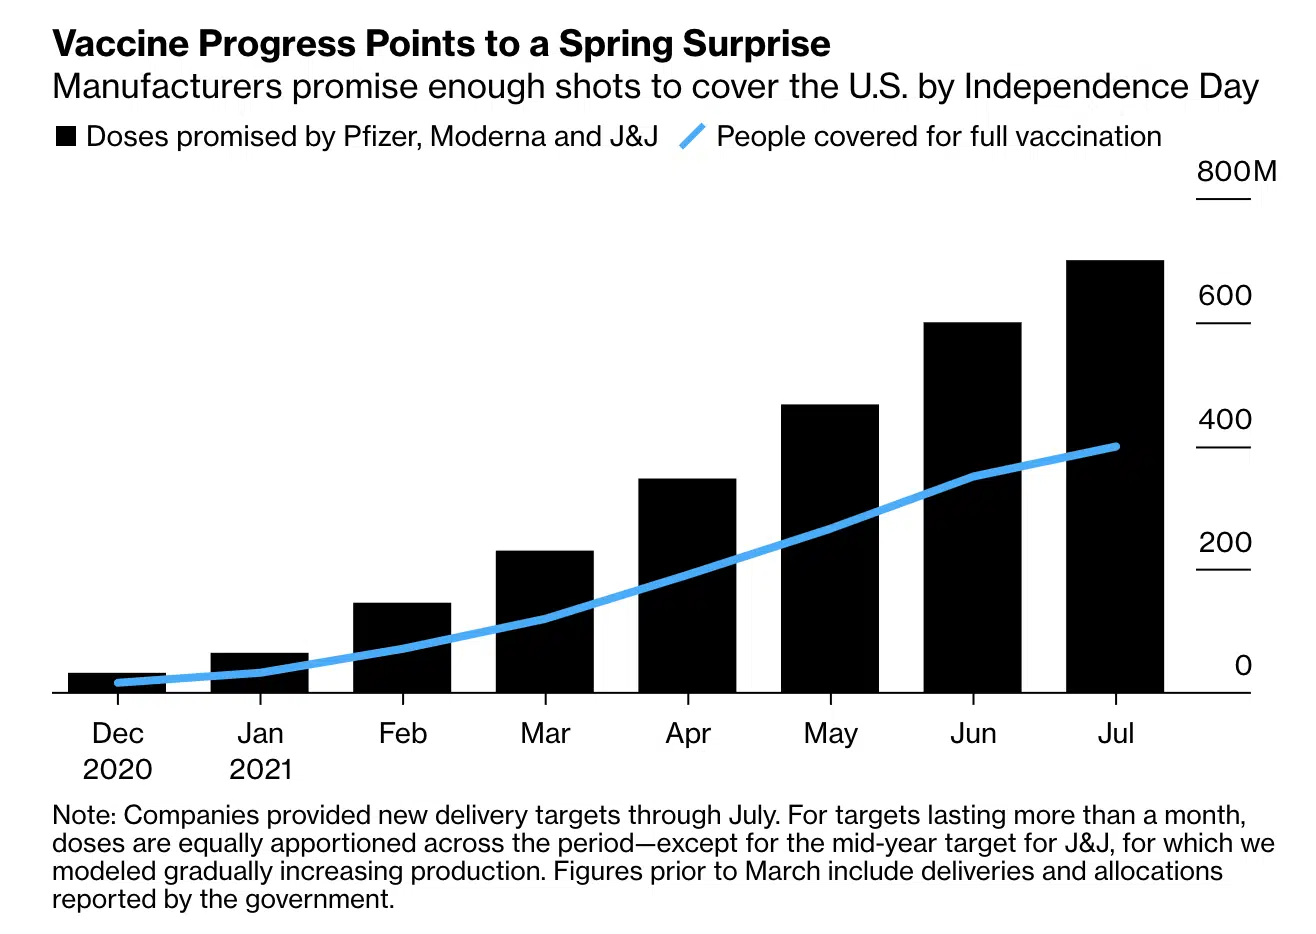 Vaccine Progress Points to a Spring Surprise
Manufacturers promise enough shots to cover the U.S. by Independence Day
Doses promised by Pfizer, Moderna and J&J People covered for full vaccination
800M
600
400
200
0
Dec Jan Feb Mar Apr May Jun Jul
2020 2021
Note: Companies provided new delivery targets through July. For targets lasting more than a month,
doses are equally apportioned across the period—except for the mid-year target for J&J, for which we
modeled gradually increasing production. Figures prior to March include deliveries and allocations
reported by the government.